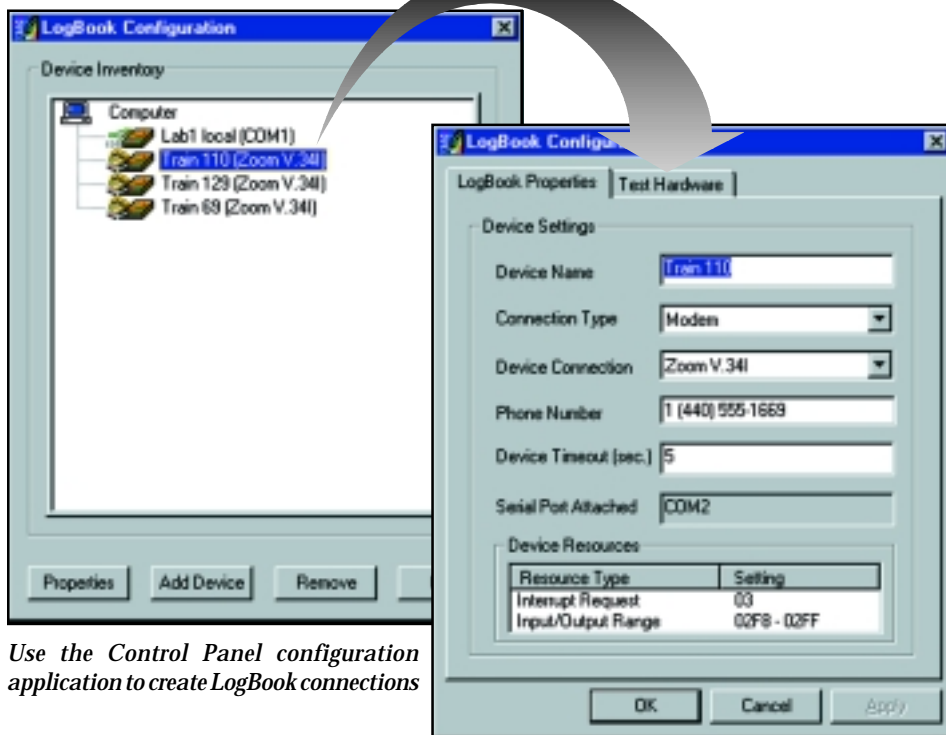 LogBook Configuration
Device Inventory
Computer
Lab1 local (COM1)
Train 110 (Zoom V.34I)
Train 129 (Zoom V.34I)
Train 69 (Zoom V.34I)
Properties Add Device Remove
Use the Control Panel configuration
application to create LogBook connections
LogBook
LogBook Properties Test Hardware
Device Settings
Device Name Train 110
Connection Type Modem
Device Connection Zoom V.34I
Phone Number 1 (440) 555-1669
Device Timeout (sec.) 5
Serial Port Attached COM2
Device Resources
Resource Type Setting
Interrupt Request 03
Input/Output Range 02F8 - 02FF
OK Cancel Apply